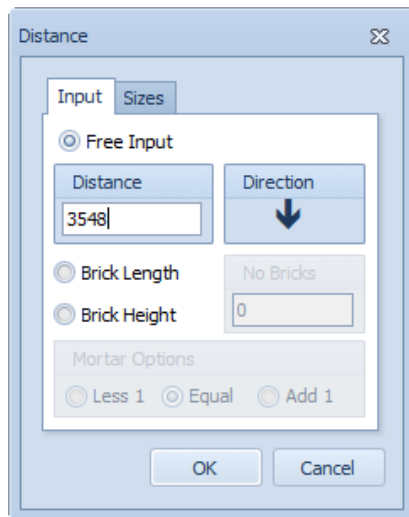 Distance
Input Sizes
Free Input
Distance Direction
3548
Brick Length No Bricks
Brick Height 0
Mortar Options
Less 1 Equal Add 1
OK Cancel